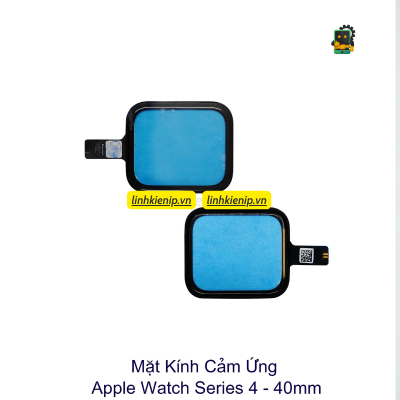 linhkienip.vn
linhkienip.vn
Mặt Kính Cảm Ứng
Apple Watch Series 4 - 40mm